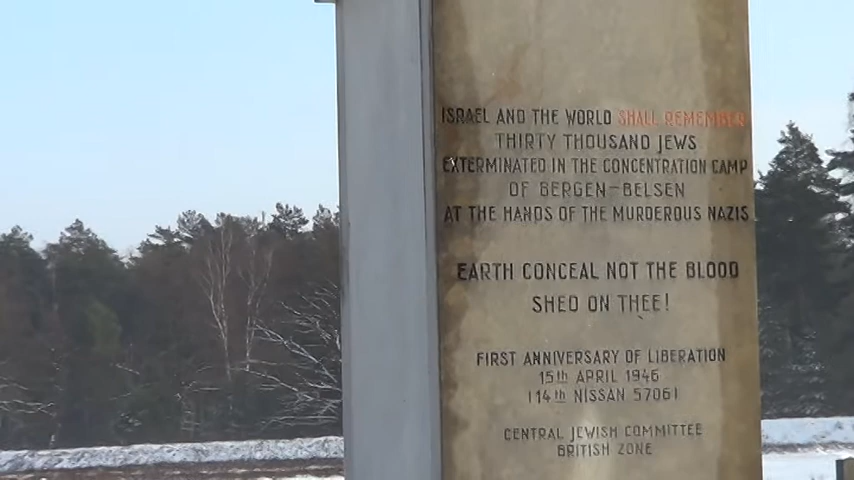 ISRAEL AND THE WORLD SHALL REMEMBER
THIRTY THOUSAND JEWS
EXTERMINATED IN THE CONCENTRATION CAMP
OF BERGEN-BELSEN
AT THE HANDS OF THE MURDEROUS NAZIS
EARTH CONCEAL NOT THE BLOOD
SHED ON THEE!
FIRST ANNIVERSARY OF LIBERATION
15TH APRIL 1946
(14TH NISSAN 5706)
CENTRAL JEWISH COMMITTEE
BRITISH ZONE